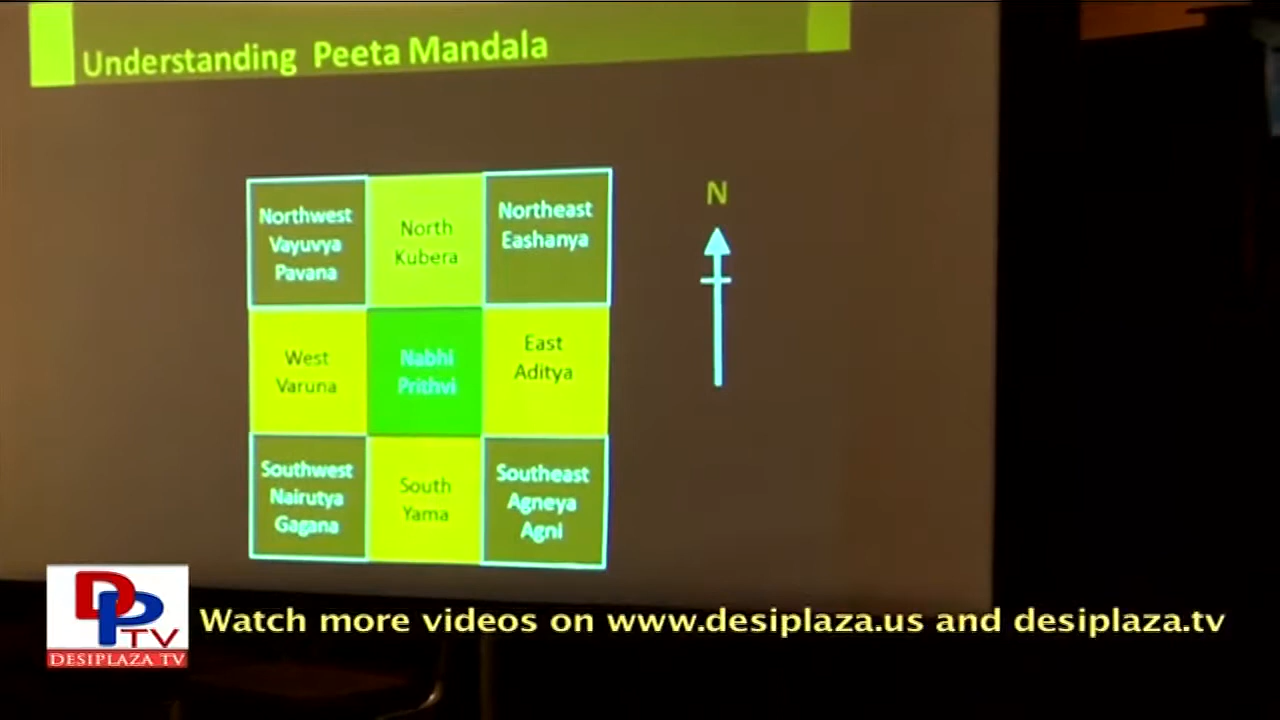 Understanding Peeta Mandala
Northwest
Vayuvya
Pavana
North
Kubera
Northeast
Eashanya
N
West
Varuna
Nabhi
Prithvi
East
Aditya
Southwest
Nairutya
Gagana
South
Yama
Southeast
Agneya
Agni
DP
TV
DESIPLAZA TV
Watch more videos on www.desiplaza.us and desiplaza.tv